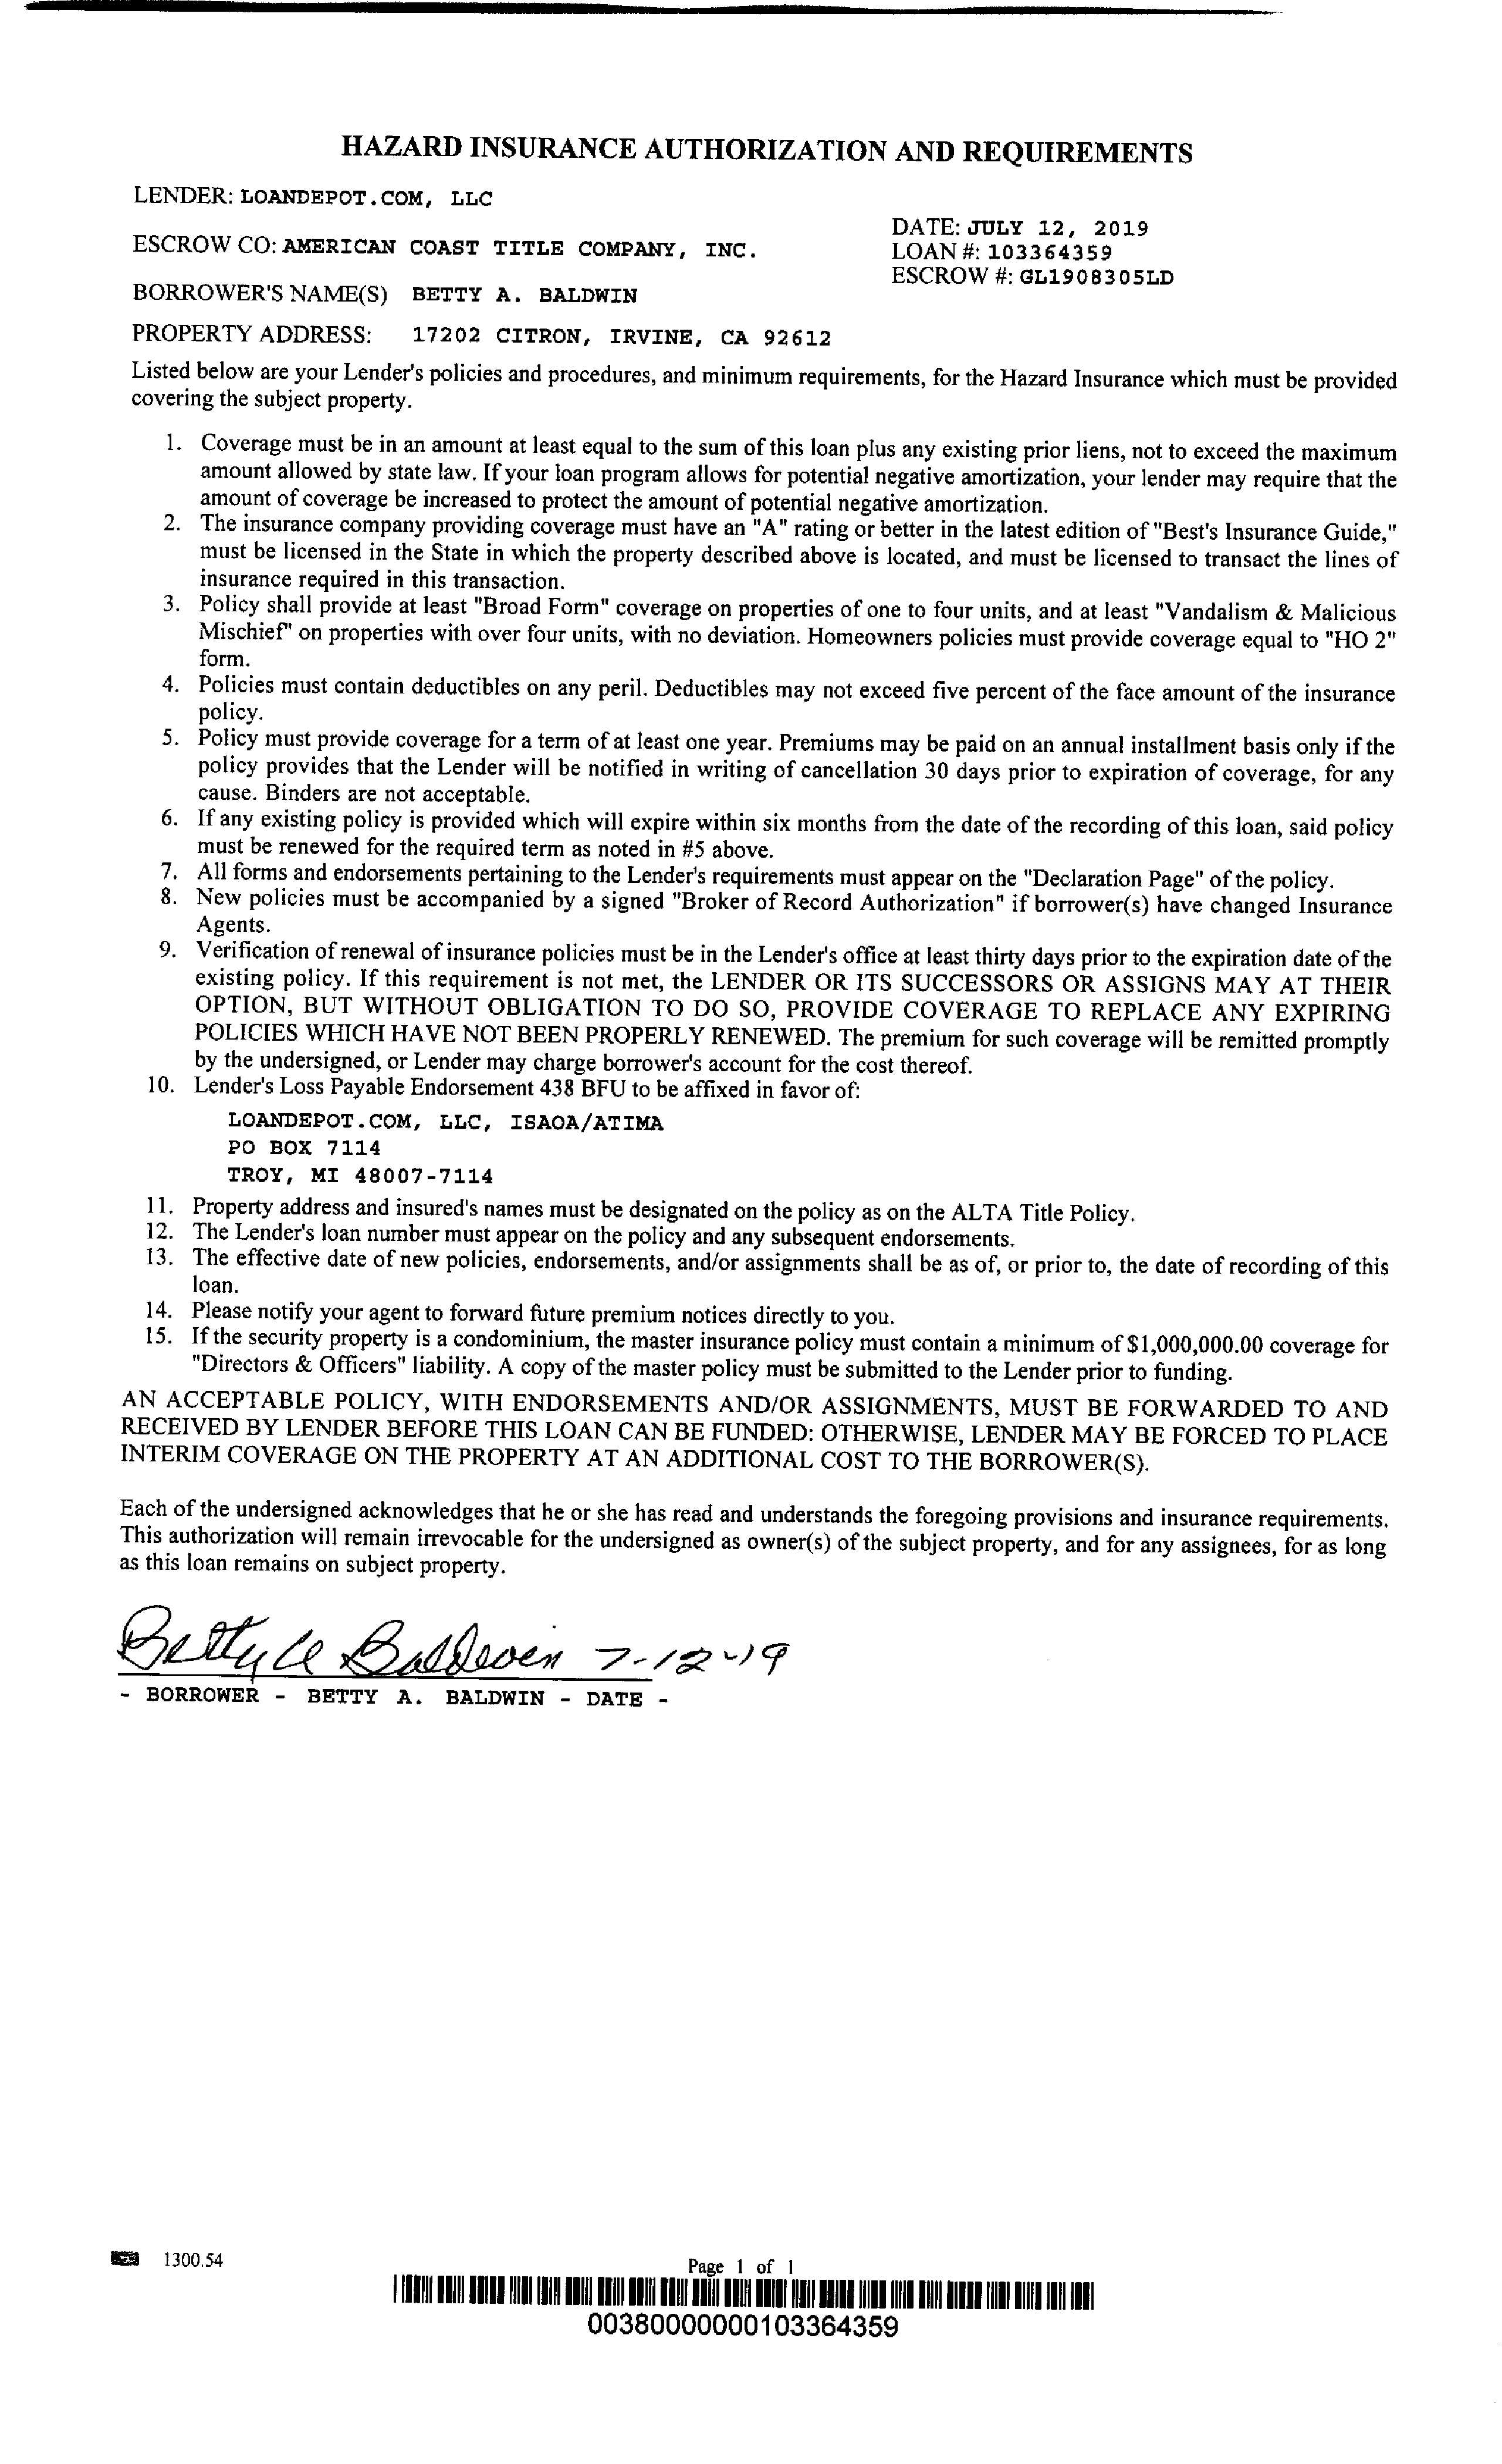 HAZARD INSURANCE AUTHORIZATION AND REQUIREMENTS
LENDER: LOANDEPOT.COM, LLC
DATE: JULY 12, 2019
ESCROW CO: AMERICAN COAST TITLE COMPANY, INC.
LOAN #: 103364359
ESCROW #: GL1908305LD
BORROWER'S NAME(S) BETTY A. BALDWIN
PROPERTY ADDRESS: 17202 CITRON, IRVINE, CA 92612
Listed below are your Lender's policies and procedures, and minimum requirements, for the Hazard Insurance which must be provided
covering the subject property.
1. Coverage must be in an amount at least equal to the sum of this loan plus any existing prior liens, not to exceed the maximum
amount allowed by state law. If your loan program allows for potential negative amortization, your lender may require that the
amount of coverage be increased to protect the amount of potential negative amortization.
2. The insurance company providing coverage must have an "A" rating or better in the latest edition of "Best's Insurance Guide,"
must be licensed in the State in which the property described above is located, and must be licensed to transact the lines of
insurance required in this transaction.
3. Policy shall provide at least "Broad Form" coverage on properties of one to four units, and at least "Vandalism & Malicious
Mischief" on properties with over four units, with no deviation. Homeowners policies must provide coverage equal to "HO 2"
form.
4. Policies must contain deductibles on any peril. Deductibles may not exceed five percent of the face amount of the insurance
policy.
5. Policy must provide coverage for a term of at least one year. Premiums may be paid on an annual installment basis only if the
policy provides that the Lender will be notified in writing of cancellation 30 days prior to expiration of coverage, for any
cause. Binders are not acceptable.
6. If any existing policy is provided which will expire within six months from the date of the recording of this loan, said policy
must be renewed for the required term as noted in #5 above.
7. All forms and endorsements pertaining to the Lender's requirements must appear on the "Declaration Page" of the policy.
8. New policies must be accompanied by a signed "Broker of Record Authorization" if borrower(s) have changed Insurance
Agents.
9. Verification of renewal of insurance policies must be in the Lender's office at least thirty days prior to the expiration date of the
existing policy. If this requirement is not met, the LENDER OR ITS SUCCESSORS OR ASSIGNS MAY AT THEIR
OPTION, BUT WITHOUT OBLIGATION TO DO SO, PROVIDE COVERAGE TO REPLACE ANY EXPIRING
POLICIES WHICH HAVE NOT BEEN PROPERLY RENEWED. The premium for such coverage will be remitted promptly
by the undersigned, or Lender may charge borrower's account for the cost thereof.
10. Lender's Loss Payable Endorsement 438 BFU to be affixed in favor of:
LOANDEPOT.COM, LLC, ISAOA/ATIMA
PO BOX 7114
TROY, MI 48007-7114
11. Property address and insured's names must be designated on the policy as on the ALTA Title Policy.
12. The Lender's loan number must appear on the policy and any subsequent endorsements.
13. The effective date of new policies, endorsements, and/or assignments shall be as of, or prior to, the date of recording of this
loan.
14. Please notify your agent to forward future premium notices directly to you.
15. If the security property is a condominium, the master insurance policy must contain a minimum of $1,000,000.00 coverage for
"Directors & Officers" liability. A copy of the master policy must be submitted to the Lender prior to funding.
AN ACCEPTABLE POLICY, WITH ENDORSEMENTS AND/OR ASSIGNMENTS, MUST BE FORWARDED TO AND
RECEIVED BY LENDER BEFORE THIS LOAN CAN BE FUNDED: OTHERWISE, LENDER MAY BE FORCED TO PLACE
INTERIM COVERAGE ON THE PROPERTY AT AN ADDITIONAL COST TO THE BORROWER(S).
Each of the undersigned acknowledges that he or she has read and understands the foregoing provisions and insurance requirements.
This authorization will remain irrevocable for the undersigned as owner(s) of the subject property, and for any assignees, for as long
as this loan remains on subject property.
Betty A Baldwin 7-12-19
- BORROWER - BETTY A. BALDWIN - DATE -
1300.54
Page 1 of 1
00380000000103364359